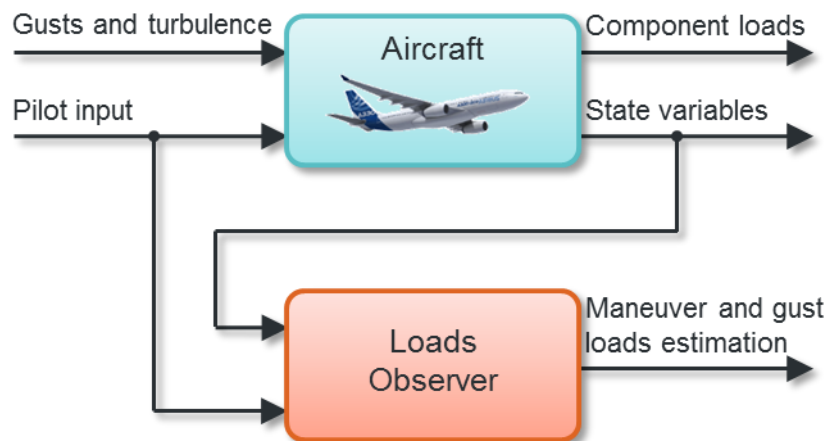 Gusts and turbulence
Aircraft
Component loads
Pilot input
State variables
Loads
Observer
Maneuver and gust
loads estimation